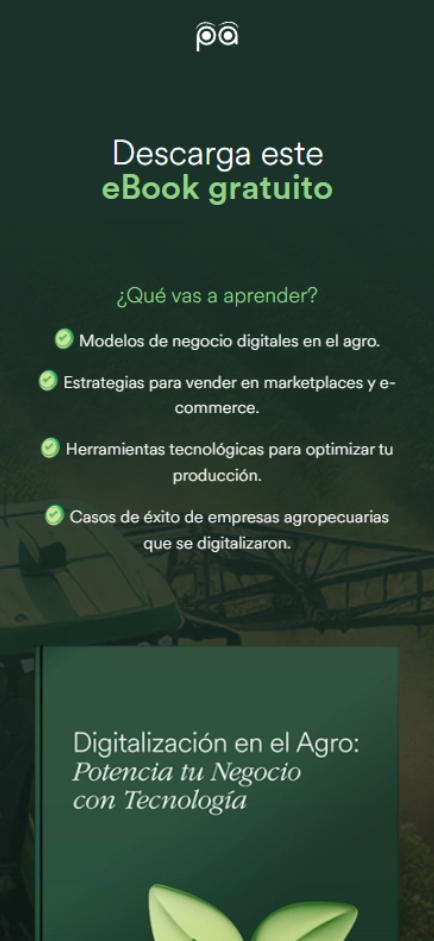 pa
Descarga este
eBook gratuito
¿Qué vas a aprender?
Modelos de negocio digitales en el agro.
Estrategias para vender en marketplaces y e-
commerce.
Herramientas tecnológicas para optimizar tu
producción.
Casos de éxito de empresas agropecuarias
que se digitalizaron.
Digitalización en el Agro:
Potencia tu Negocio
con Tecnología